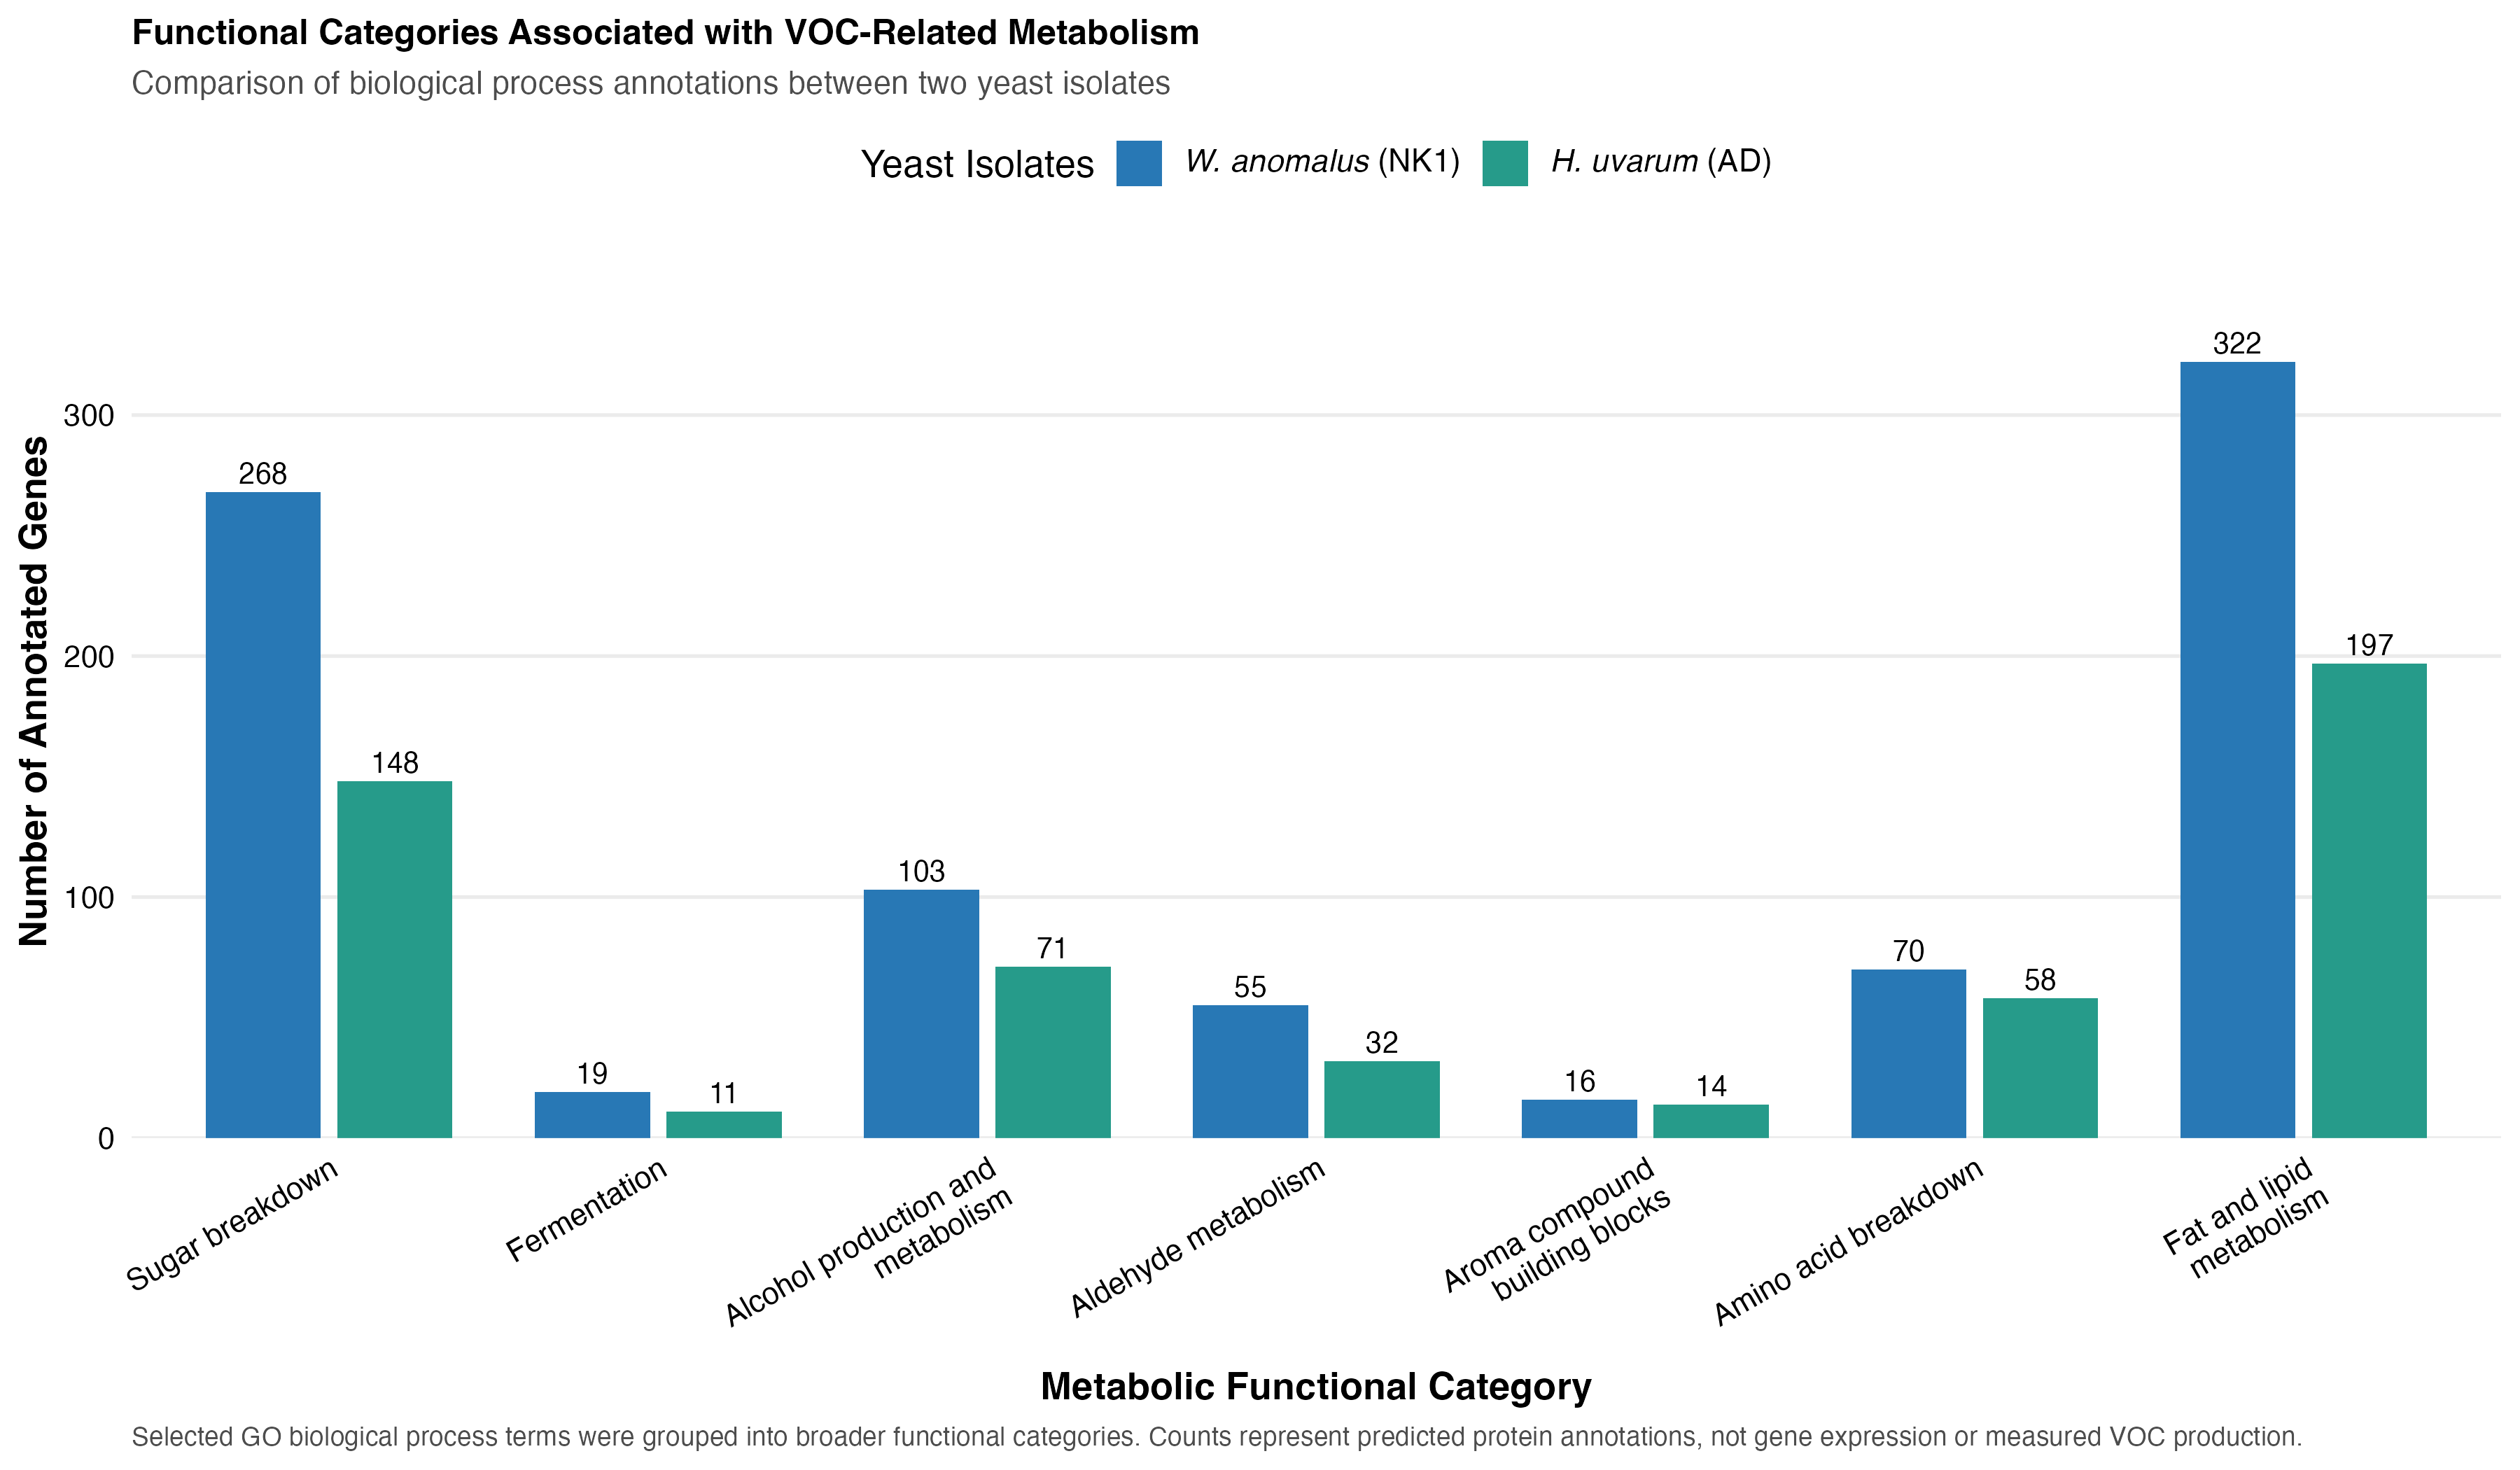 Functional Categories Associated with VOC-Related Metabolism
Comparison of biological process annotations between two yeast isolates
Yeast Isolates W. anomalus (NK1) H. uvarum (AD)
Number of Annotated Genes
300
200
100
0
268
148
19
11
103
71
55
32
16
14
70
58
322
197
Sugar breakdown
Fermentation
Alcohol production and
metabolism
Aldehyde metabolism
Aroma compound
building blocks
Amino acid breakdown
Fat and lipid
metabolism
Metabolic Functional Category
Selected GO biological process terms were grouped into broader functional categories. Counts represent predicted protein annotations, not gene expression or measured VOC production.